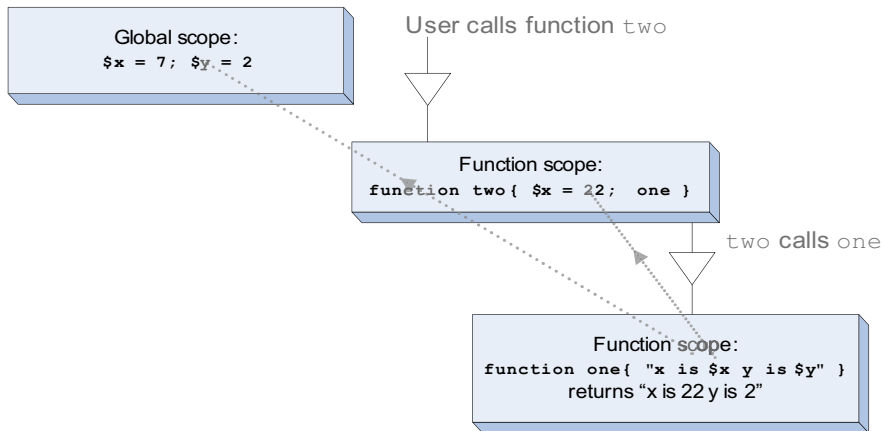 Global scope:
$x = 7; $y = 2
User calls function two
Function scope:
function two{ $x = 22; one }
two calls one
Function scope:
function one{ "x is $x y is $y" }
returns “x is 22 y is 2”